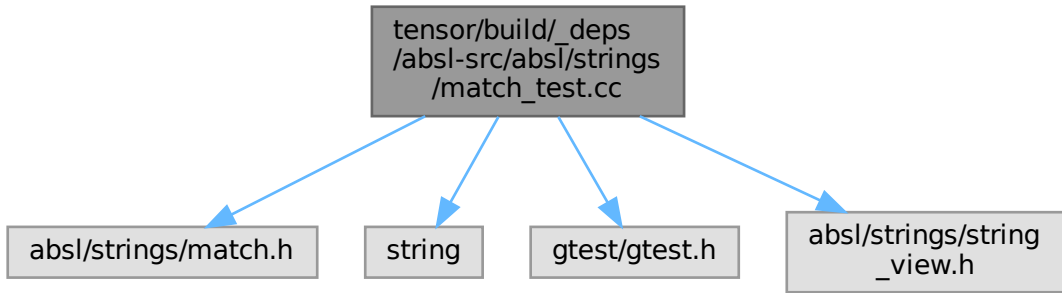 tensor/build/_deps
/absl-src/absl/strings
/match_test.cc
absl/strings/match.h
string
gtest/gtest.h
absl/strings/string
_view.h